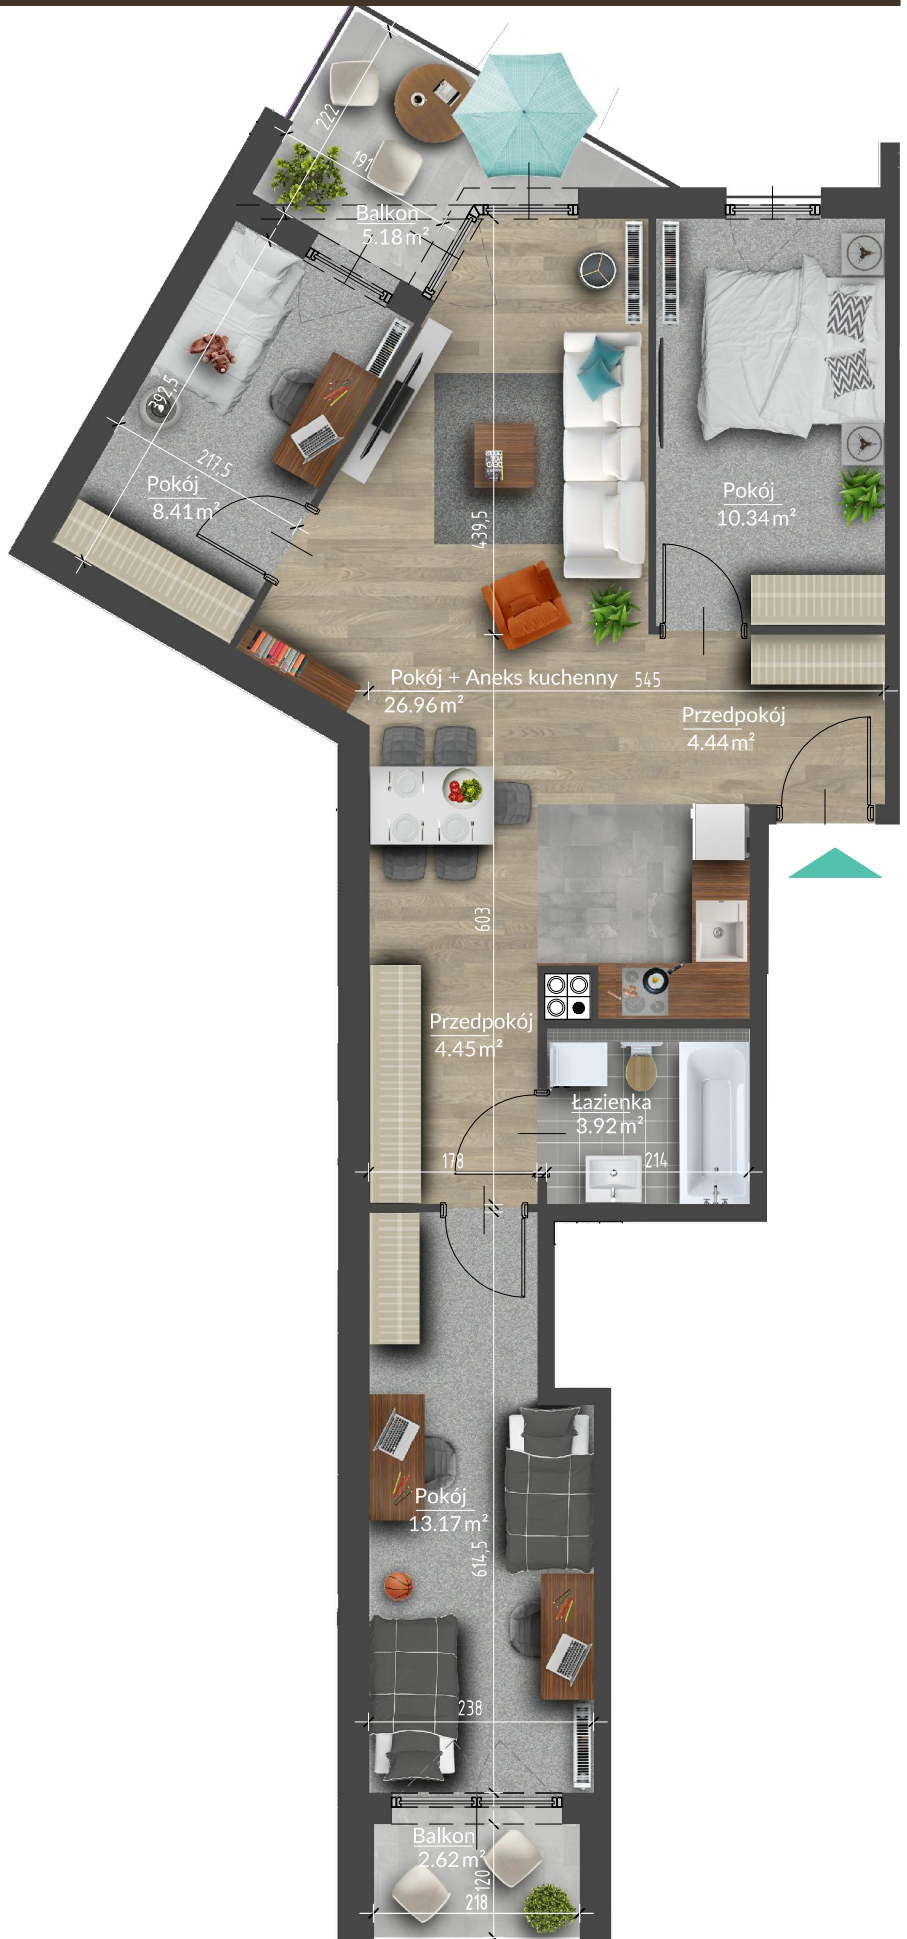 222
191
Balkon
5.18 m²
392,5
217,5
Pokój
8.41 m²
439,5
Pokój
10.34 m²
Pokój + Aneks kuchenny
26.96 m²
545
Przedpokój
4.44 m²
603
Przedpokój
4.45 m²
Łazienka
3.92 m²
178
214
Pokój
13.17 m²
614,5
238
Balkon
2.62 m²
120
218